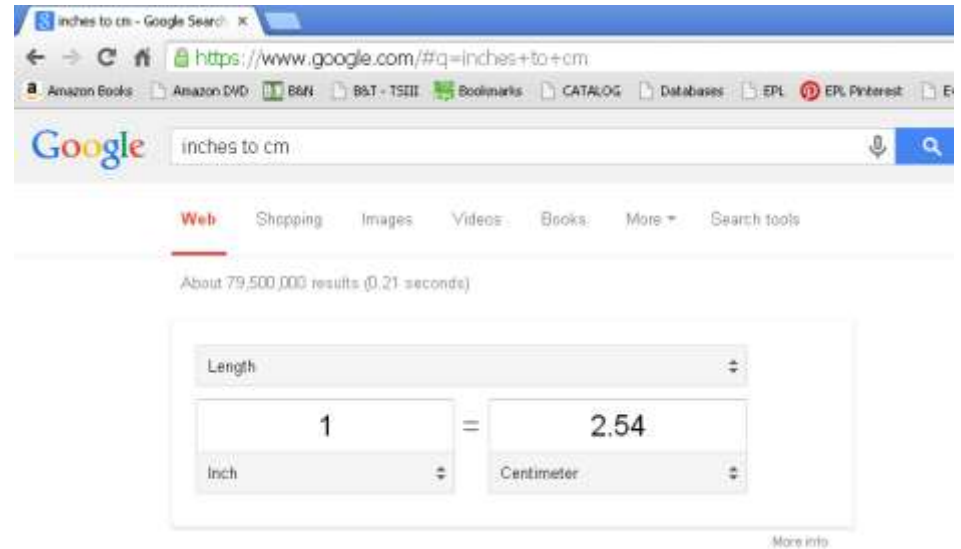 inches to cm - Google Search
https://www.google.com/#q=inches+to+cm
Amazon Books Amazon DVD B&N B&T - TSIII Bookmarks CATALOG Databases EPL EPL Pinterest
Google inches to cm
Web Shopping Images Videos Books More Search tools
About 79,500,000 results (0.21 seconds)
Length
1 = 2.54
Inch Centimeter
More info